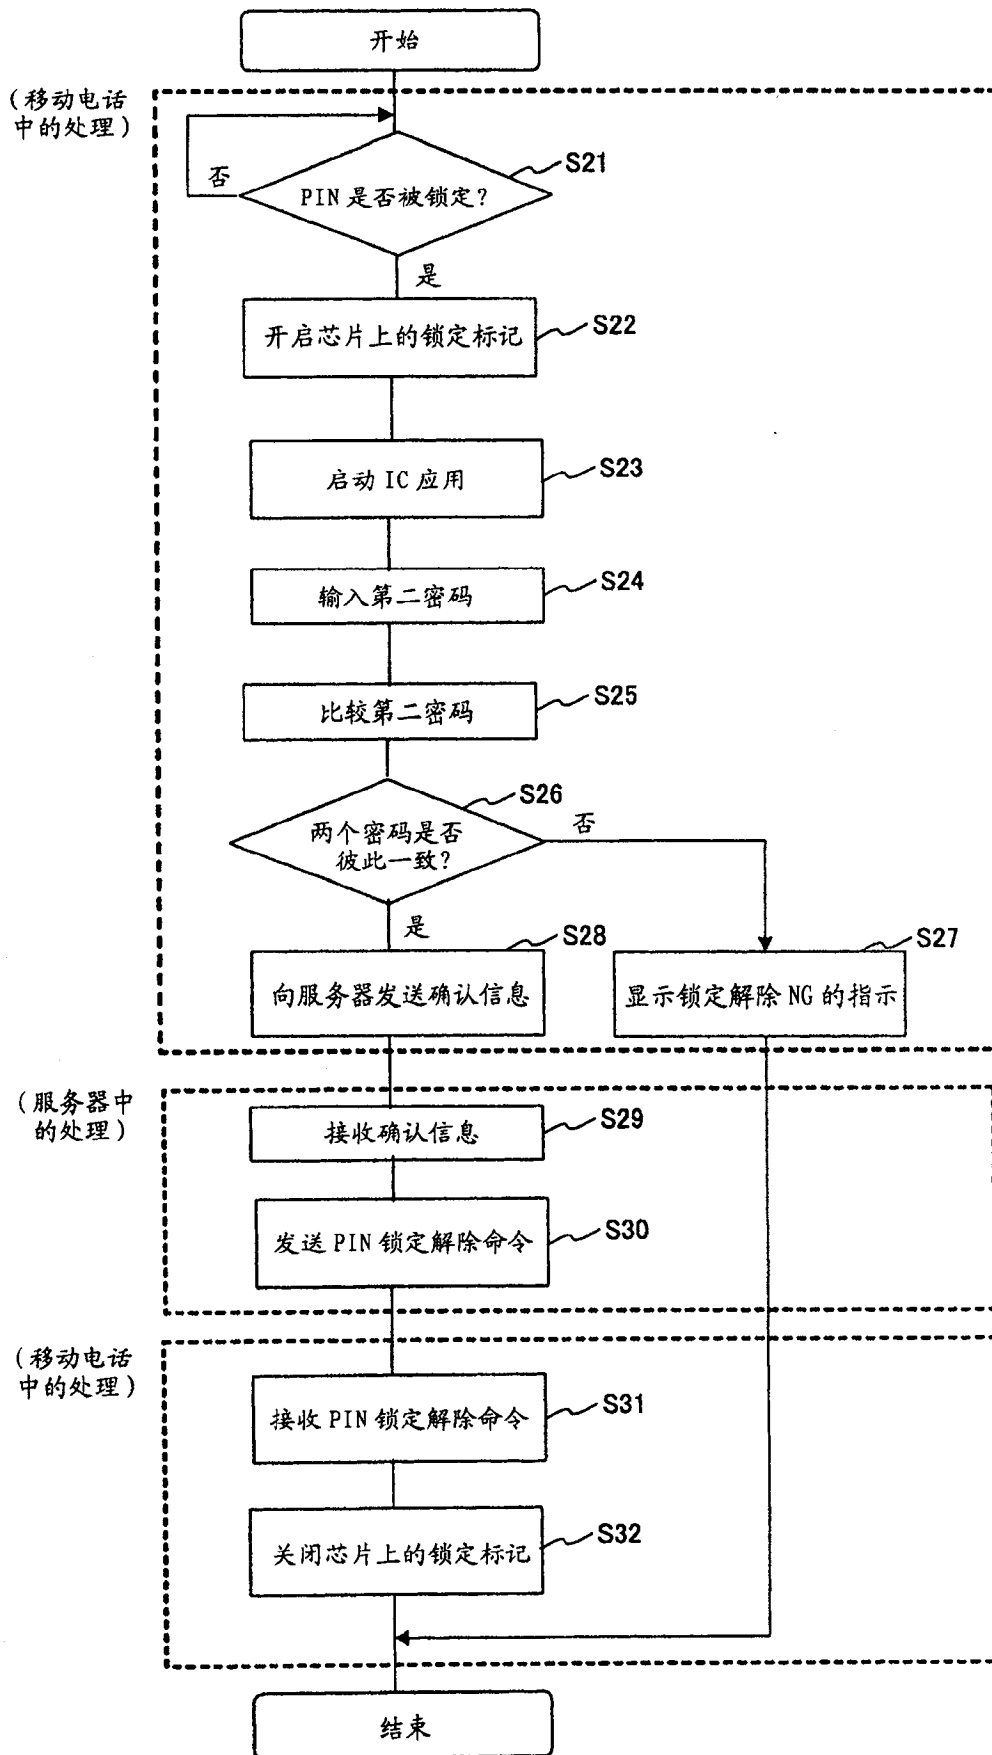 开始
(移动电话
中的处理)
S21
PIN 是否被锁定?
否
是
开启芯片上的锁定标记
S22
启动 IC 应用
S23
输入第二密码
S24
比较第二密码
S25
S26
两个密码是否
彼此一致?
否
是
S28
向服务器发送确认信息
S27
显示锁定解除 NG 的指示
(服务器中
的处理)
接收确认信息
S29
发送 PIN 锁定解除命令
S30
(移动电话
中的处理)
接收 PIN 锁定解除命令
S31
关闭芯片上的锁定标记
S32
结束